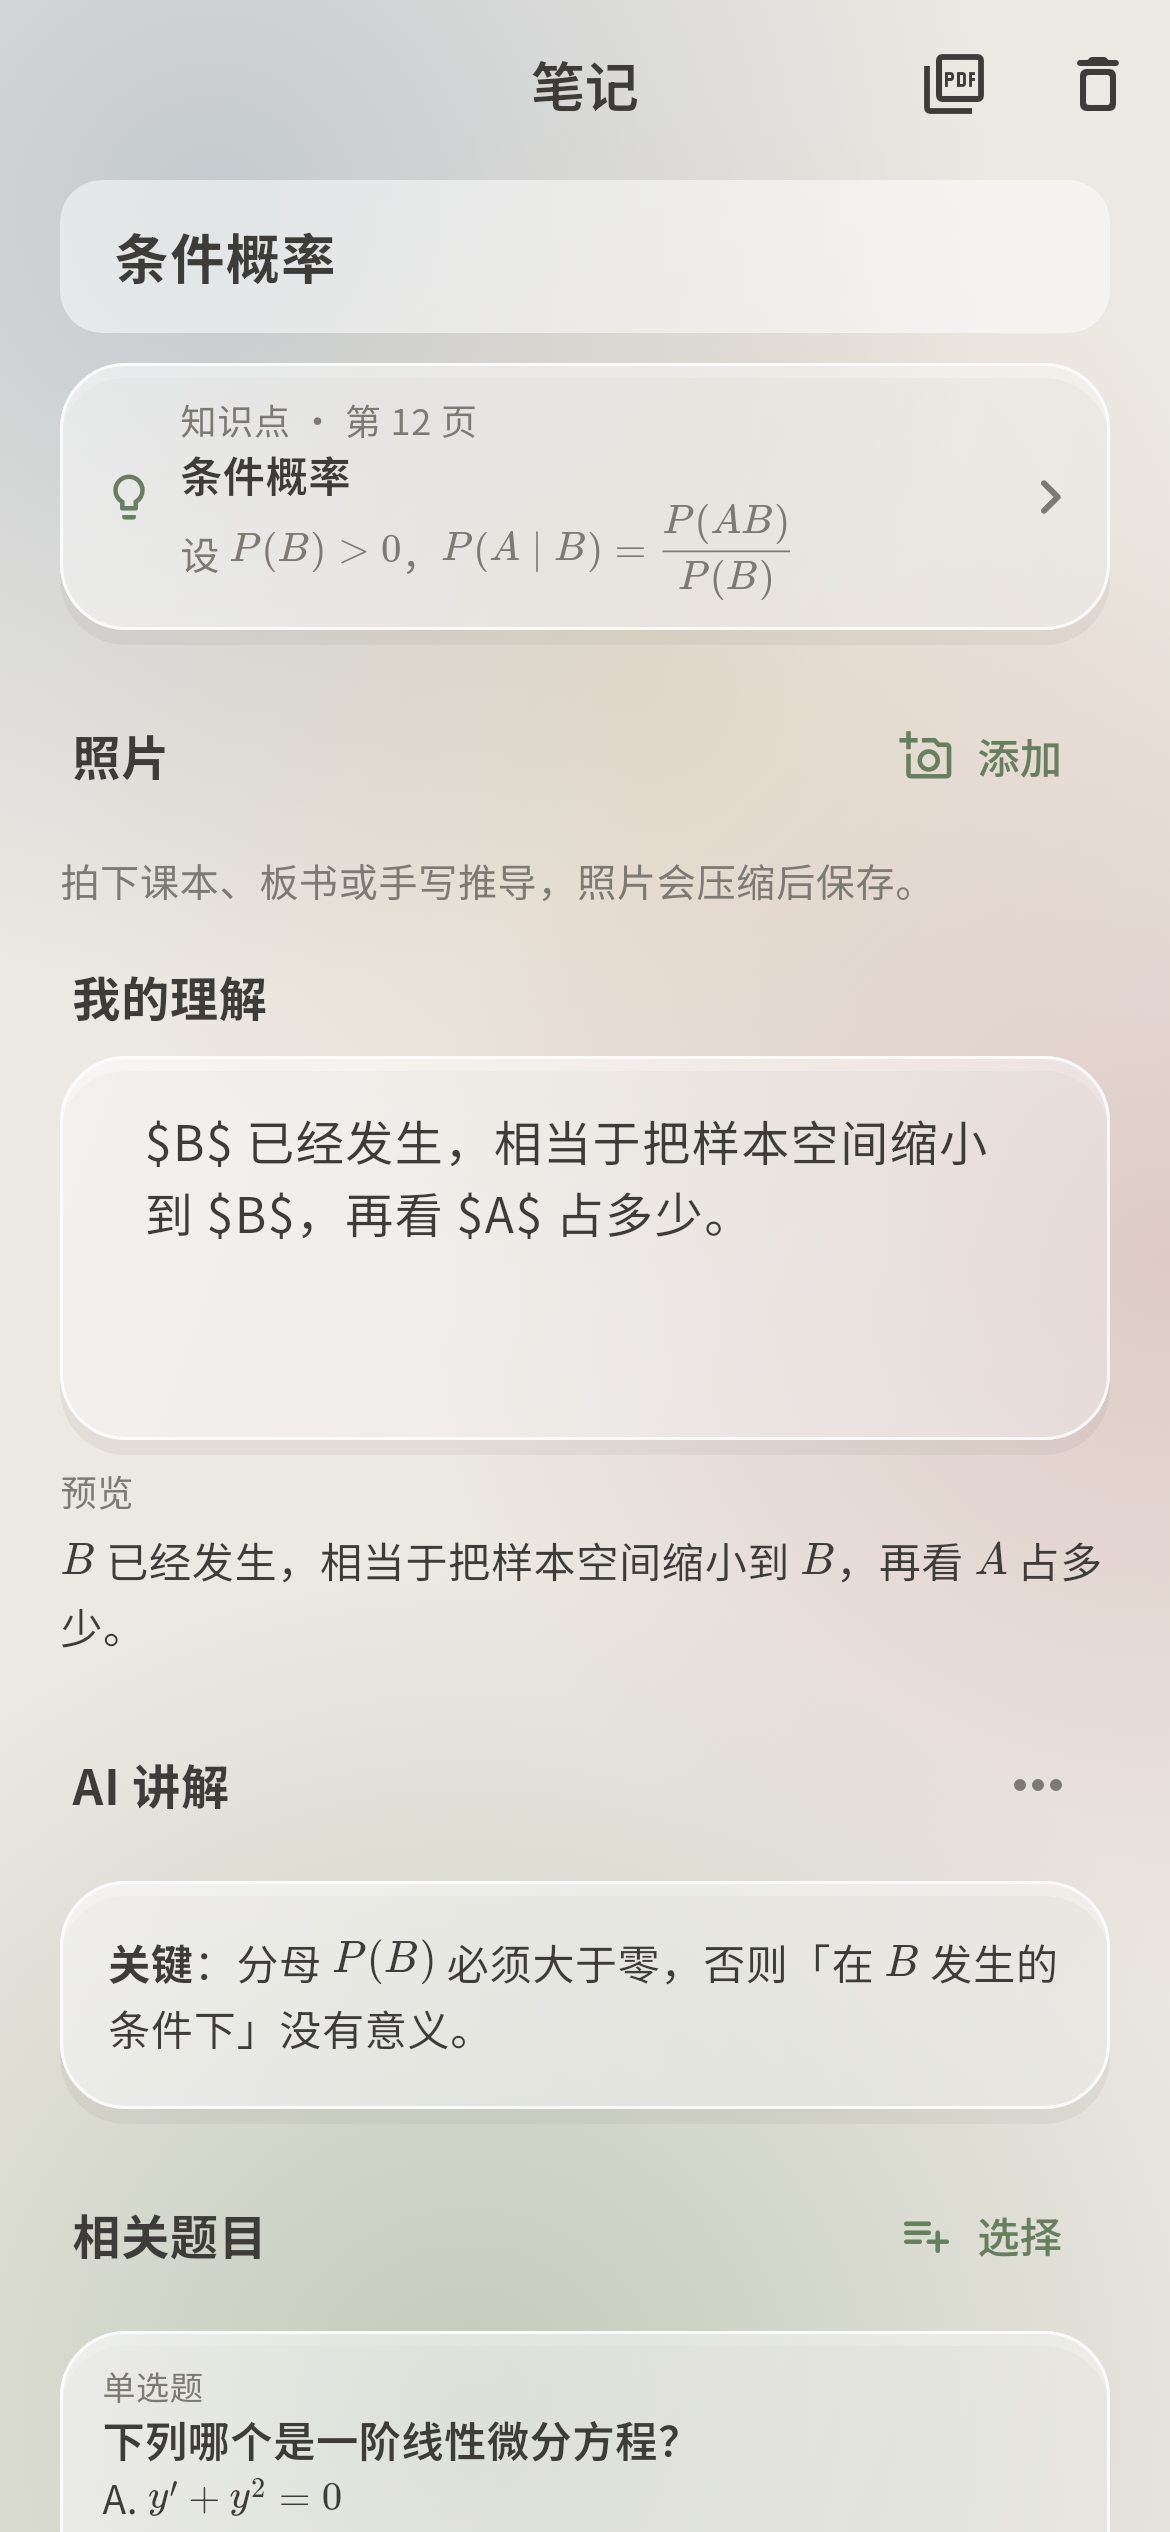 笔记
PDF
条件概率
知识点 · 第 12 页
条件概率
设 P(B) > 0，P(A | B) = P(AB)/P(B)
照片
添加
拍下课本、板书或手写推导，照片会压缩后保存。
我的理解
$B$ 已经发生，相当于把样本空间缩小
到 $B$，再看 $A$ 占多少。
预览
B 已经发生，相当于把样本空间缩小到 B，再看 A 占多
少。
AI 讲解
关键：分母 P(B) 必须大于零，否则「在 B 发生的
条件下」没有意义。
相关题目
选择
单选题
下列哪个是一阶线性微分方程？
A. y′ + y² = 0